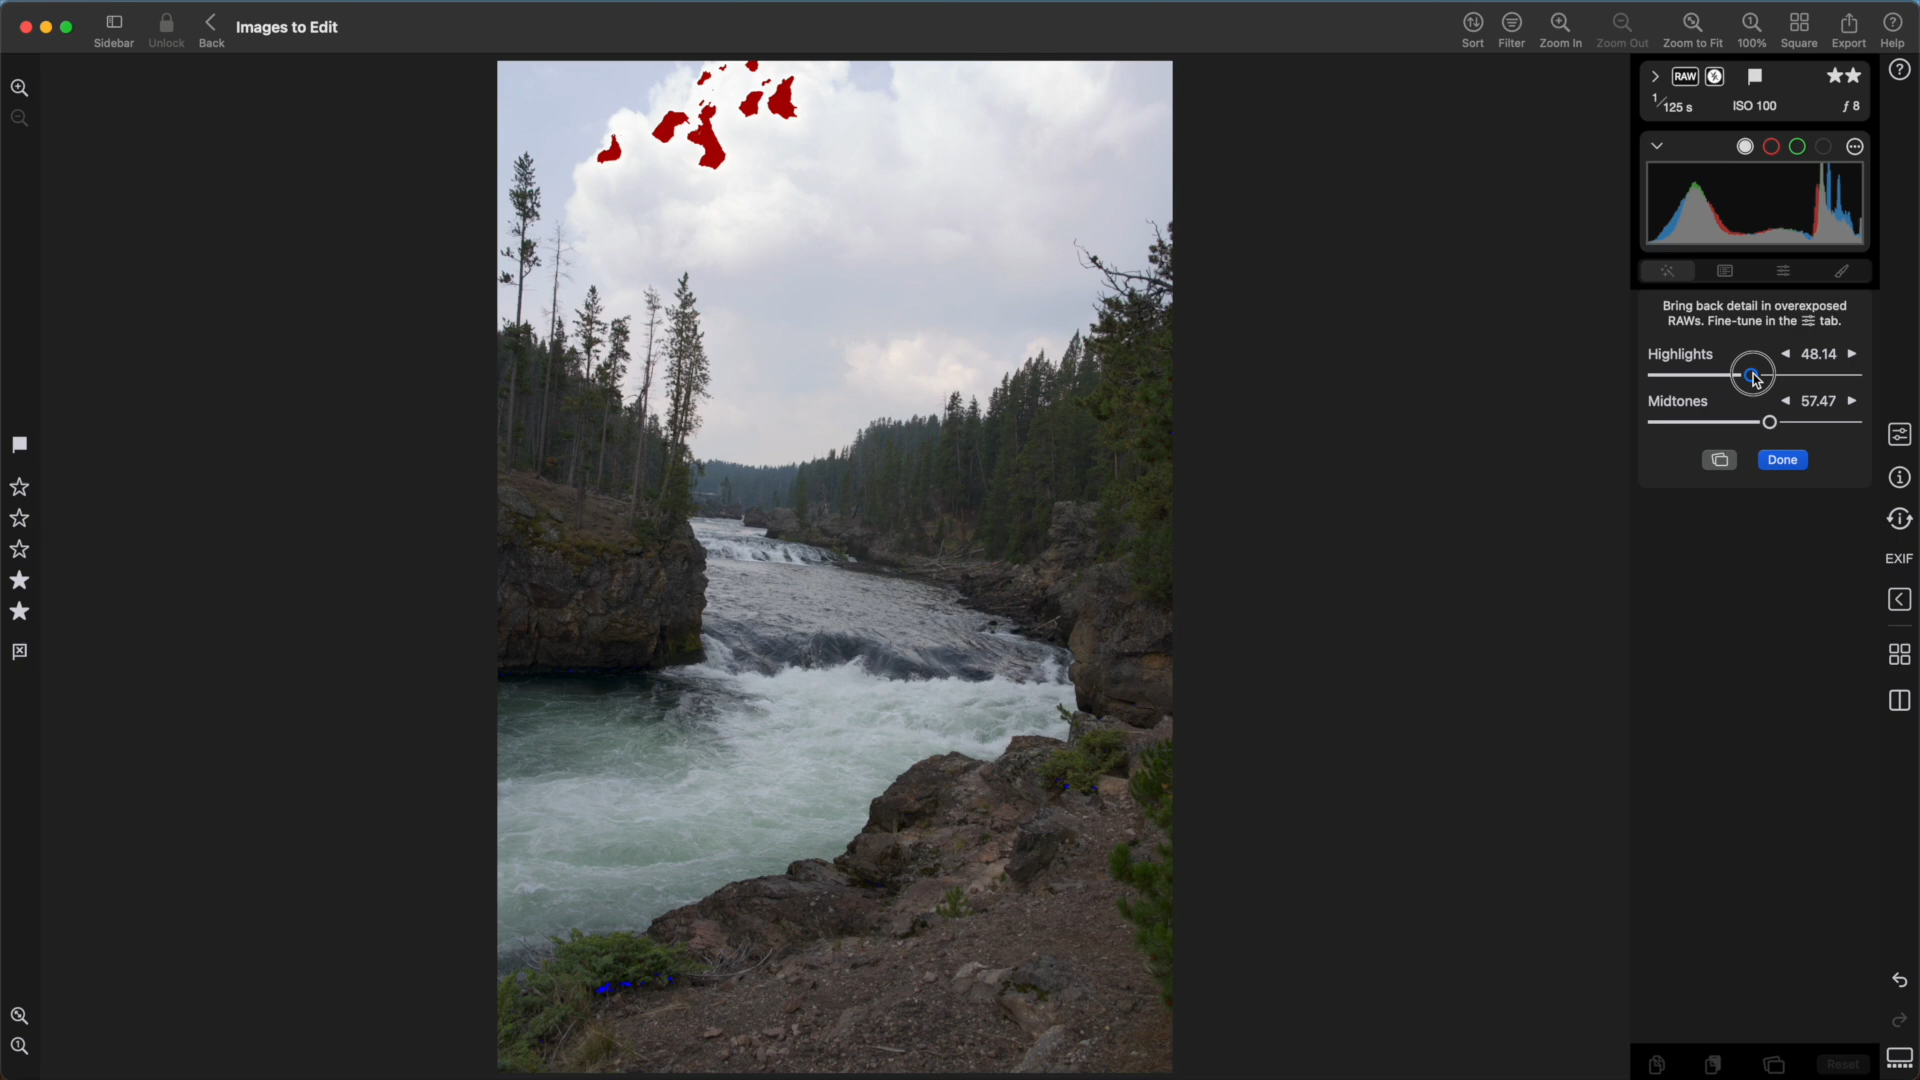 Images to Edit
Sidebar
Unlock
Back
Sort
Filter
Zoom In
Zoom Out
Zoom to Fit
100%
Square
Export
Help
RAW
1/125 s
ISO 100
ƒ 8
Bring back detail in overexposed
RAWs. Fine-tune in the tab.
Highlights
48.14
Midtones
57.47
Done
EXIF
Reset